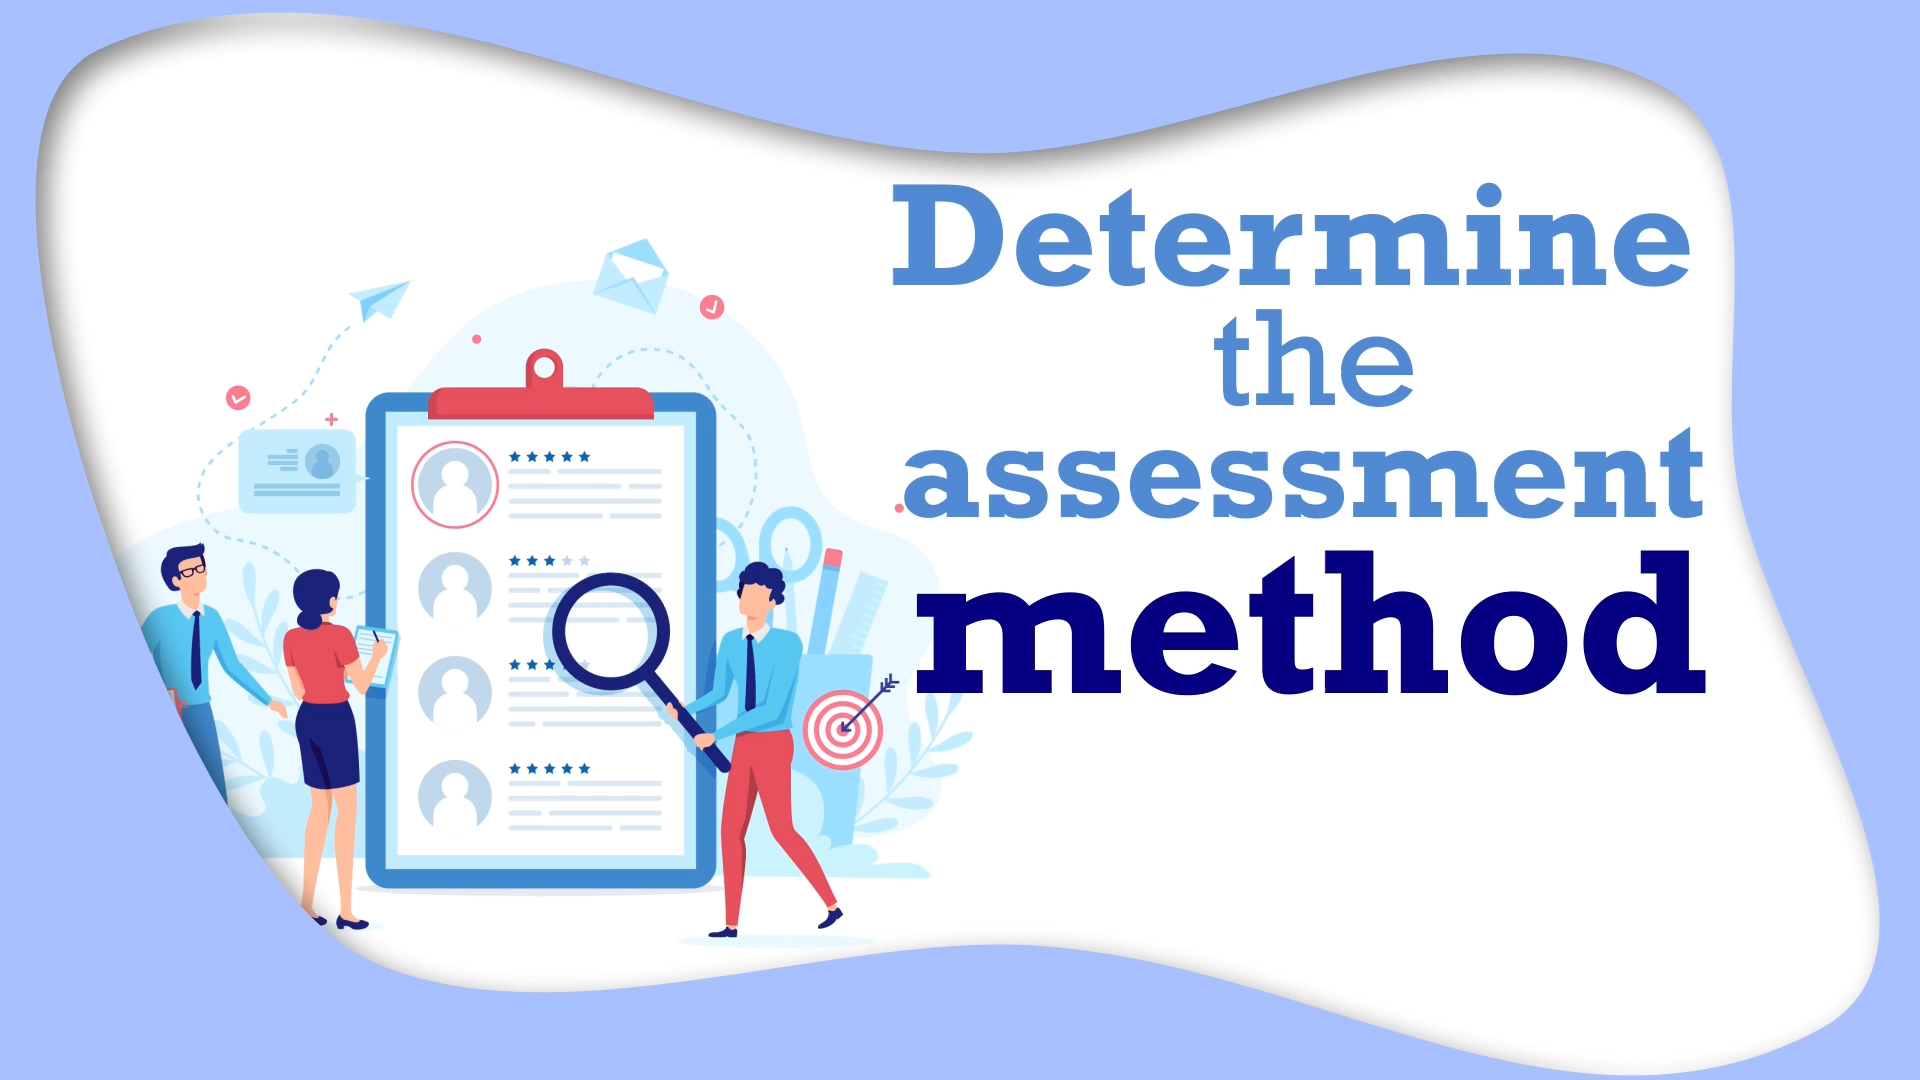 Determine
the
assessment
method